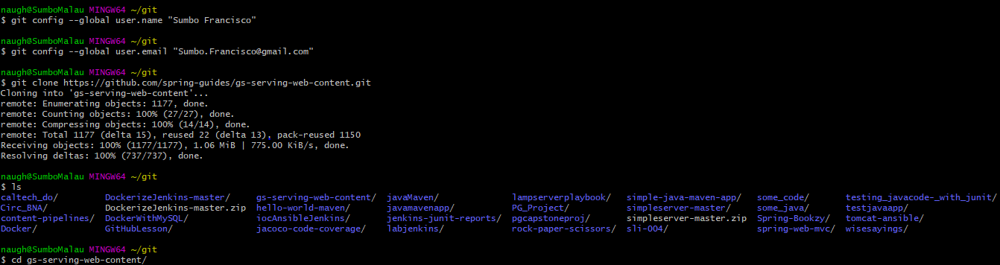 naugh@SumboMalau MINGW64 ~/git
$ git config --global user.name "Sumbo Francisco"
naugh@SumboMalau MINGW64 ~/git
$ git config --global user.email "Sumbo.Francisco@gmail.com"
naugh@SumboMalau MINGW64 ~/git
$ git clone https://github.com/spring-guides/gs-serving-web-content.git
Cloning into 'gs-serving-web-content'...
remote: Enumerating objects: 1177, done.
remote: Counting objects: 100% (27/27), done.
remote: Compressing objects: 100% (14/14), done.
remote: Total 1177 (delta 15), reused 22 (delta 13), pack-reused 1150
Receiving objects: 100% (1177/1177), 1.06 MiB | 775.00 KiB/s, done.
Resolving deltas: 100% (737/737), done.
naugh@SumboMalau MINGW64 ~/git
$ ls
caltech_do/ DockerizeJenkins-master/ gs-serving-web-content/ javaMaven/ lampserverplaybook/ simple-java-maven-app/ some_code/ testing_javacode-_with_junit/
Circ_BNA/ DockerizeJenkins-master.zip hello-world-maven/ javamavenapp/ PG_Project/ simpleserver-master/ some_java/ testjavaapp/
content-pipelines/ DockerWithMySQL/ iocAnsibleJenkins/ jenkins-junit-reports/ pgcapstoneproj/ simpleserver-master.zip Spring-Bookzy/ tomcat-ansible/
Docker/ GitHubLesson/ jacoco-code-coverage/ labjenkins/ rock-paper-scissors/ sli-004/ spring-web-mvc/ wisesayings/
naugh@SumboMalau MINGW64 ~/git
$ cd gs-serving-web-content/